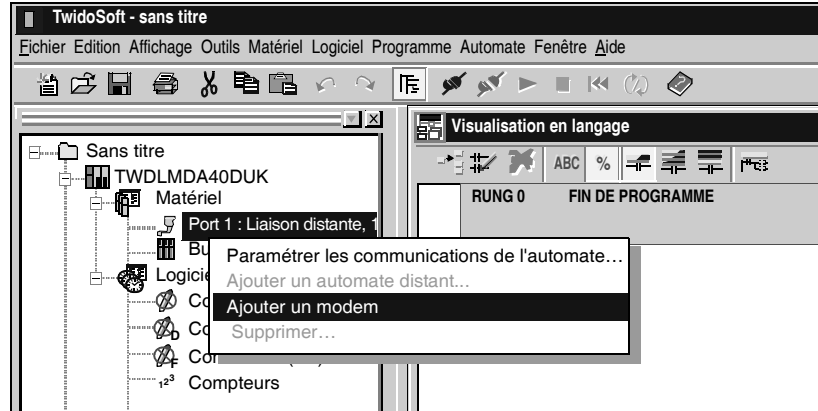 TwidoSoft - sans titre
Fichier Edition Affichage Outils Matériel Logiciel Programme Automate Fenêtre Aide
Visualisation en langage
ABC %
RUNG 0 FIN DE PROGRAMME
Sans titre
TWDLMDA40DUK
Matériel
Port 1 : Liaison distante, 1
Paramétrer les communications de l'automate...
Ajouter un automate distant...
Ajouter un modem
Supprimer...
Compteurs